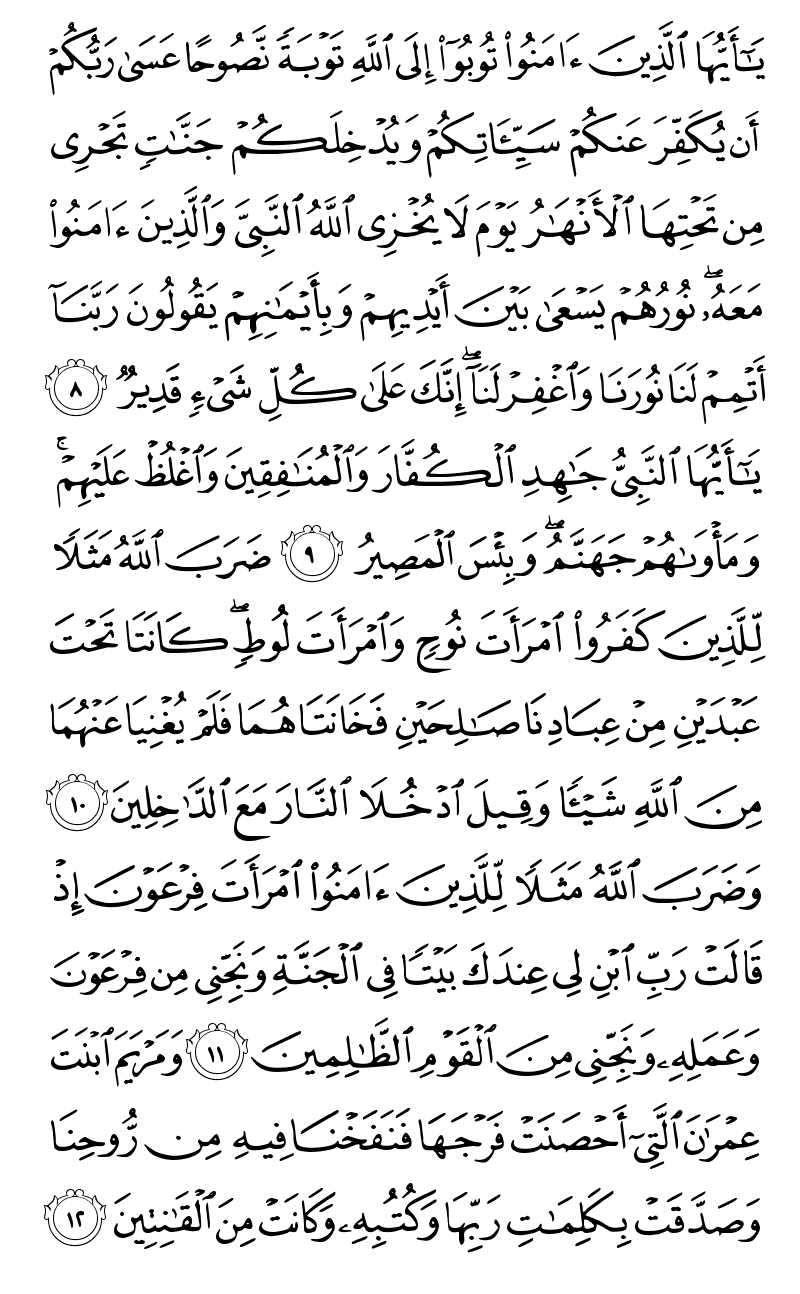 يَٰٓأَيُّهَا ٱلَّذِينَ ءَامَنُوا۟ تُوبُوٓا۟ إِلَى ٱللَّهِ تَوْبَةً نَّصُوحًا عَسَىٰ رَبُّكُمْ
أَن يُكَفِّرَ عَنكُمْ سَيِّـَٔاتِكُمْ وَيُدْخِلَكُمْ جَنَّٰتٍ تَجْرِى
مِن تَحْتِهَا ٱلْأَنْهَٰرُ يَوْمَ لَا يُخْزِى ٱللَّهُ ٱلنَّبِىَّ وَٱلَّذِينَ ءَامَنُوا۟
مَعَهُۥ ۖ نُورُهُمْ يَسْعَىٰ بَيْنَ أَيْدِيهِمْ وَبِأَيْمَٰنِهِمْ يَقُولُونَ رَبَّنَآ
أَتْمِمْ لَنَا نُورَنَا وَٱغْفِرْ لَنَآ ۖ إِنَّكَ عَلَىٰ كُلِّ شَىْءٍ قَدِيرٌ ٨
يَٰٓأَيُّهَا ٱلنَّبِىُّ جَٰهِدِ ٱلْكُفَّارَ وَٱلْمُنَٰفِقِينَ وَٱغْلُظْ عَلَيْهِمْ ۚ
وَمَأْوَىٰهُمْ جَهَنَّمُ ۖ وَبِئْسَ ٱلْمَصِيرُ ٩ ضَرَبَ ٱللَّهُ مَثَلًا
لِّلَّذِينَ كَفَرُوا۟ ٱمْرَأَتَ نُوحٍ وَٱمْرَأَتَ لُوطٍ ۖ كَانَتَا تَحْتَ
عَبْدَيْنِ مِنْ عِبَادِنَا صَٰلِحَيْنِ فَخَانَتَاهُمَا فَلَمْ يُغْنِيَا عَنْهُمَا
مِنَ ٱللَّهِ شَيْـًٔا وَقِيلَ ٱدْخُلَا ٱلنَّارَ مَعَ ٱلدَّٰخِلِينَ ١٠
وَضَرَبَ ٱللَّهُ مَثَلًا لِّلَّذِينَ ءَامَنُوا۟ ٱمْرَأَتَ فِرْعَوْنَ إِذْ
قَالَتْ رَبِّ ٱبْنِ لِى عِندَكَ بَيْتًا فِى ٱلْجَنَّةِ وَنَجِّنِى مِن فِرْعَوْنَ
وَعَمَلِهِۦ وَنَجِّنِى مِنَ ٱلْقَوْمِ ٱلظَّٰلِمِينَ ١١ وَمَرْيَمَ ٱبْنَتَ
عِمْرَٰنَ ٱلَّتِىٓ أَحْصَنَتْ فَرْجَهَا فَنَفَخْنَا فِيهِ مِن رُّوحِنَا
وَصَدَّقَتْ بِكَلِمَٰتِ رَبِّهَا وَكُتُبِهِۦ وَكَانَتْ مِنَ ٱلْقَٰنِتِينَ ١٢